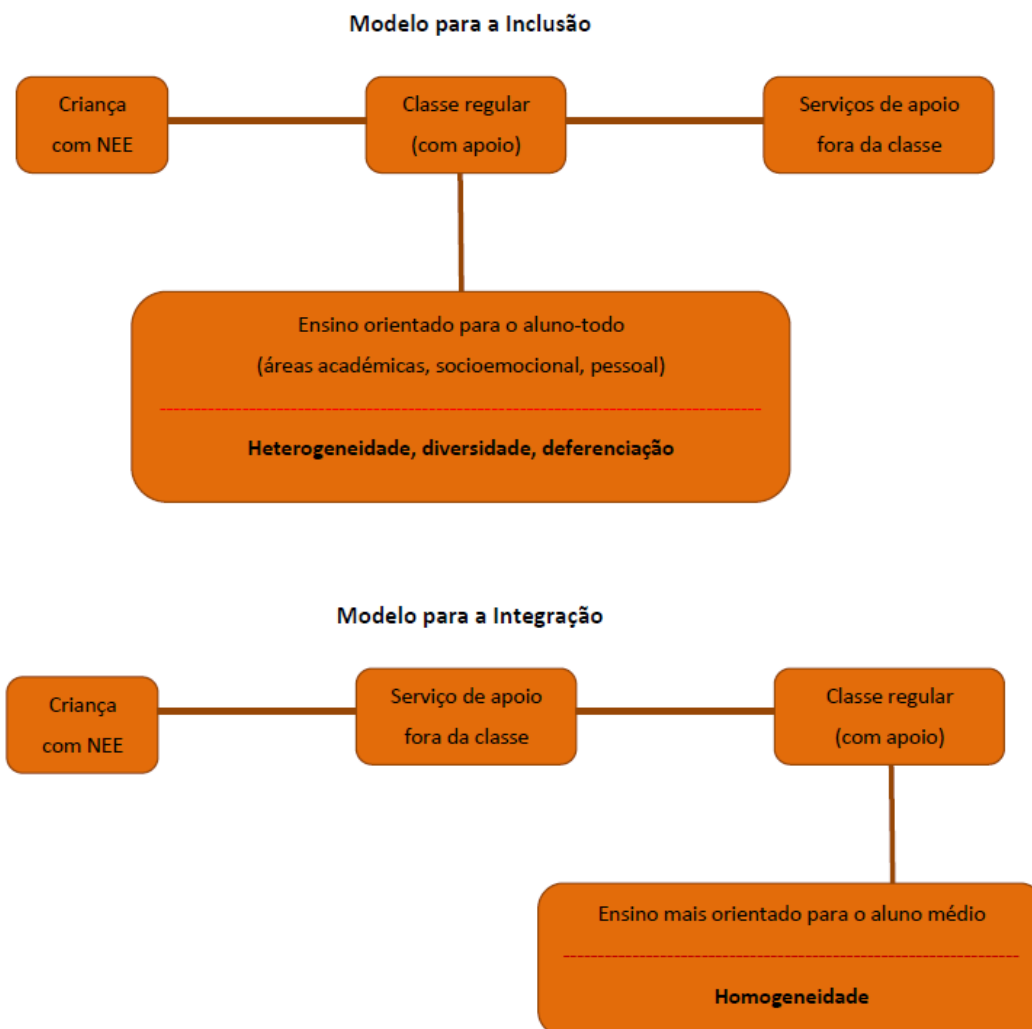 Modelo para a Inclusão
Criança
com NEE
Classe regular
(com apoio)
Serviços de apoio
fora da classe
Ensino orientado para o aluno-todo
(áreas académicas, socioemocional, pessoal)
Heterogeneidade, diversidade, deferenciação
Modelo para a Integração
Criança
com NEE
Serviço de apoio
fora da classe
Classe regular
(com apoio)
Ensino mais orientado para o aluno médio
Homogeneidade